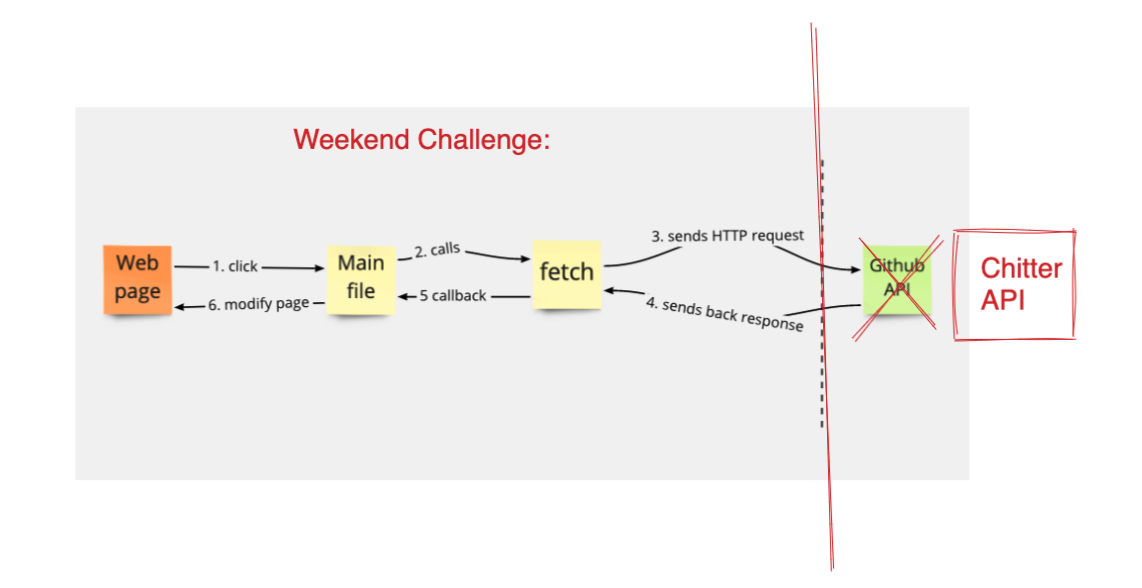 Weekend Challenge:
Web
page
1. click
6. modify page
Main
file
2. calls
5 callback
fetch
3. sends HTTP request
4. sends back response
Github
API
Chitter
API